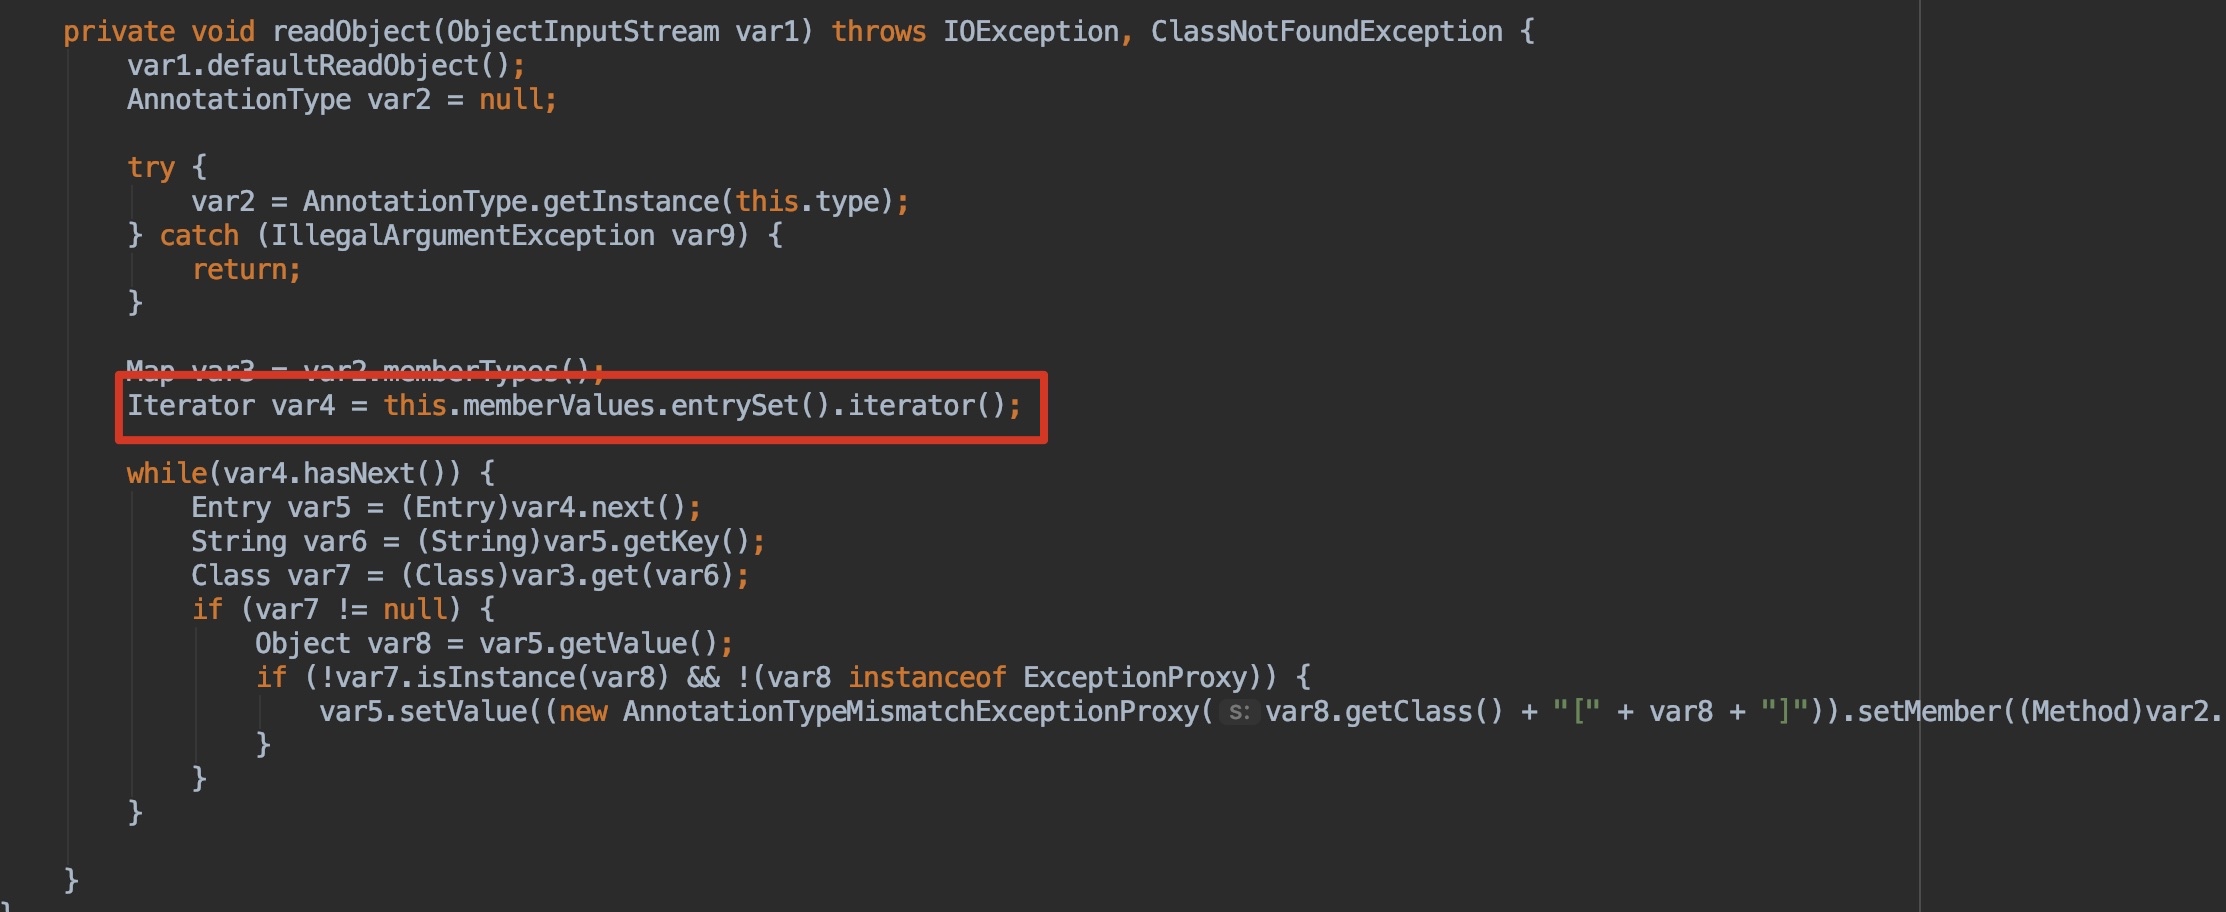 private void readObject(ObjectInputStream var1) throws IOException, ClassNotFoundException {
var1.defaultReadObject();
AnnotationType var2 = null;
try {
var2 = AnnotationType.getInstance(this.type);
} catch (IllegalArgumentException var9) {
return;
}
Map var3 = var2.memberTypes();
Iterator var4 = this.memberValues.entrySet().iterator();
while(var4.hasNext()) {
Entry var5 = (Entry)var4.next();
String var6 = (String)var5.getKey();
Class var7 = (Class)var3.get(var6);
if (var7 != null) {
Object var8 = var5.getValue();
if (!var7.isInstance(var8) && !(var8 instanceof ExceptionProxy)) {
var5.setValue((new AnnotationTypeMismatchExceptionProxy( s: var8.getClass() + "[" + var8 + "]")).setMember((Method)var2.
}
}
}
}
}